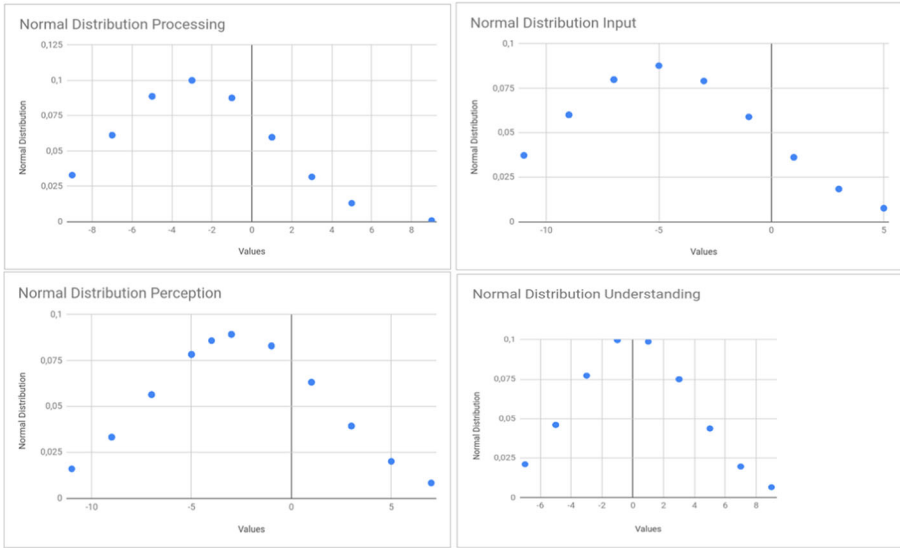 Normal Distribution Processing
0,125
0,1
0,075
0,05
0,025
0
-8 -6 -4 -2 0 2 4 6 8
Normal Distribution
Values
Normal Distribution Input
0,1
0,075
0,05
0,025
0
-10 -5 0 5
Normal Distribution
Values
Normal Distribution Perception
0,1
0,075
0,05
0,025
0
-10 -5 0 5
Normal Distribution
Values
Normal Distribution Understanding
0,1
0,075
0,05
0,025
0
-6 -4 -2 0 2 4 6 8
Normal Distribution
Values